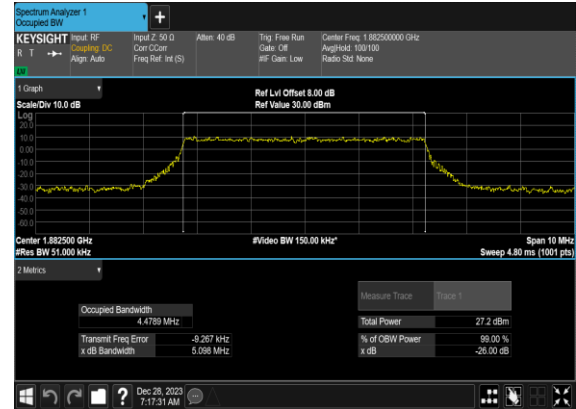 Spectrum Analyzer 1
Occupied BW
KEYSIGHT Input: RF Input Z: 50 Ω Atten: 40 dB Trig: Free Run Center Freq: 1.882500000 GHz
R T Coupling: DC Corr CCorr Gate: Off Avg|Hold: 100/100
Align: Auto Freq Ref: Int (S) #IF Gain: Low Radio Std: None
LU
1 Graph Ref Lvl Offset 8.00 dB
Scale/Div 10.0 dB Ref Value 30.00 dBm
Log
20.0
10.0
0.00
-10.0
-20.0
-30.0
-40.0
-50.0
-60.0
Center 1.882500 GHz #Video BW 150.00 kHz* Span 10 MHz
#Res BW 51.000 kHz Sweep 4.80 ms (1001 pts)
2 Metrics
Measure Trace Trace 1
Occupied Bandwidth
4.4789 MHz Total Power 27.2 dBm
Transmit Freq Error -9.267 kHz % of OBW Power 99.00 %
x dB Bandwidth 5.098 MHz x dB -26.00 dB
? Dec 28, 2023
7:17:31 AM